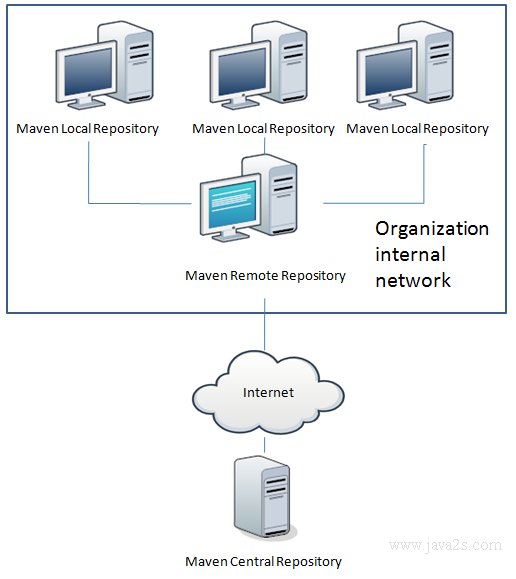 Maven Local Repository
Maven Local Repository
Maven Local Repository
Organization
internal
network
Maven Remote Repository
Internet
www.java2s.com
Maven Central Repository